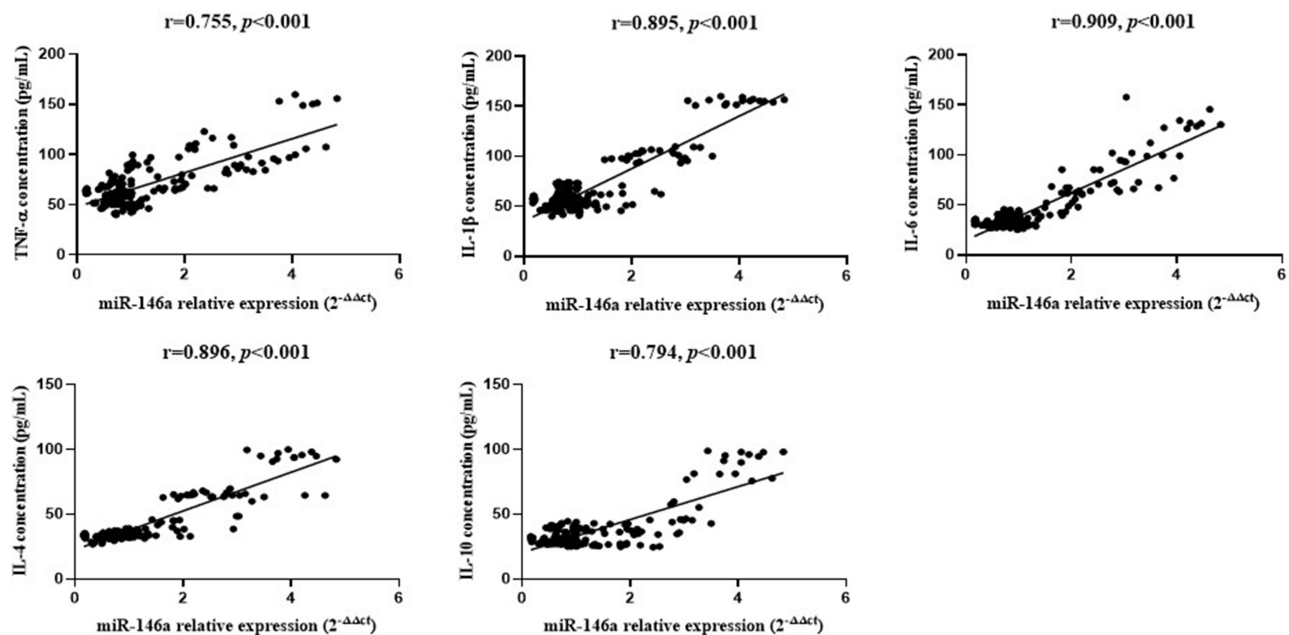 r=0.755, p<0.001
TNF-α concentration (pg/mL)
200
150
100
50
0
0 2 4 6
miR-146a relative expression (2-ΔΔct)
r=0.895, p<0.001
IL-1β concentration (pg/mL)
200
150
100
50
0
0 2 4 6
miR-146a relative expression (2-ΔΔct)
r=0.909, p<0.001
IL-6 concentration (pg/mL)
200
150
100
50
0
0 2 4 6
miR-146a relative expression (2-ΔΔct)
r=0.896, p<0.001
IL-4 concentration (pg/mL)
150
100
50
0
0 2 4 6
miR-146a relative expression (2-ΔΔct)
r=0.794, p<0.001
IL-10 concentration (pg/mL)
150
100
50
0
0 2 4 6
miR-146a relative expression (2-ΔΔct)